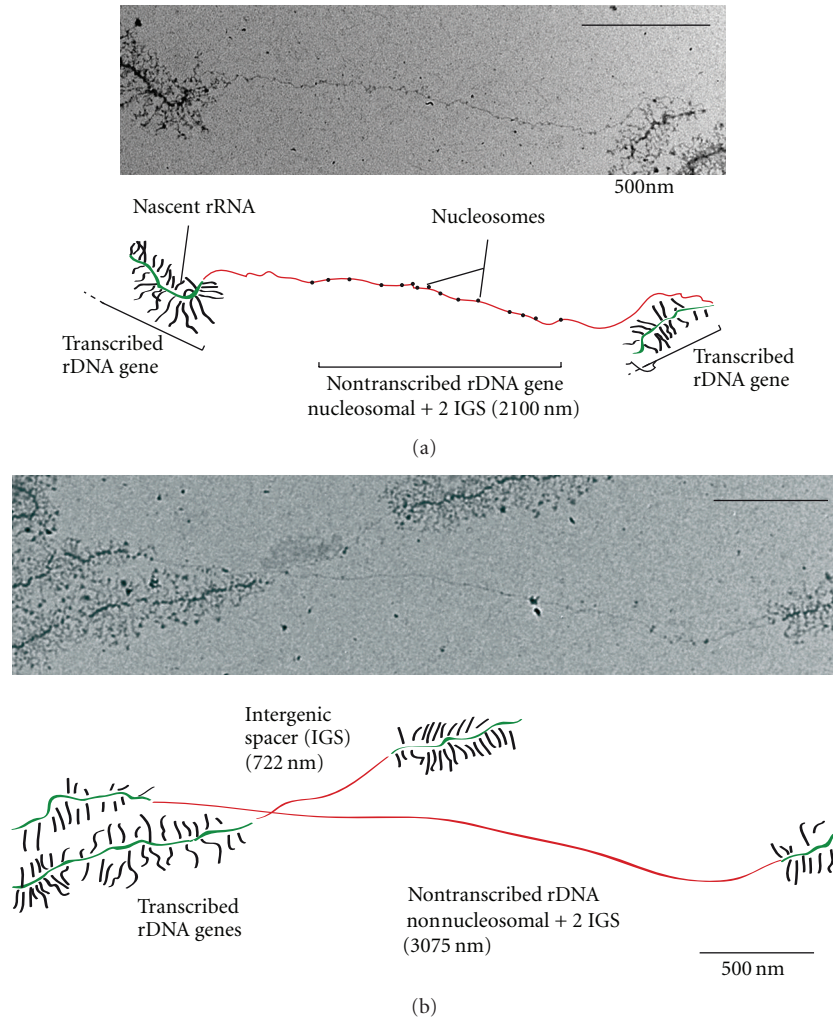 500nm
Nascent rRNA
Nucleosomes
Transcribed
rDNA gene
Transcribed
rDNA gene
Nontranscribed rDNA gene
nucleosomal + 2 IGS (2100 nm)
(a)
Intergenic
spacer (IGS)
(722 nm)
Transcribed
rDNA genes
Nontranscribed rDNA
nonnucleosomal + 2 IGS
(3075 nm)
500 nm
(b)